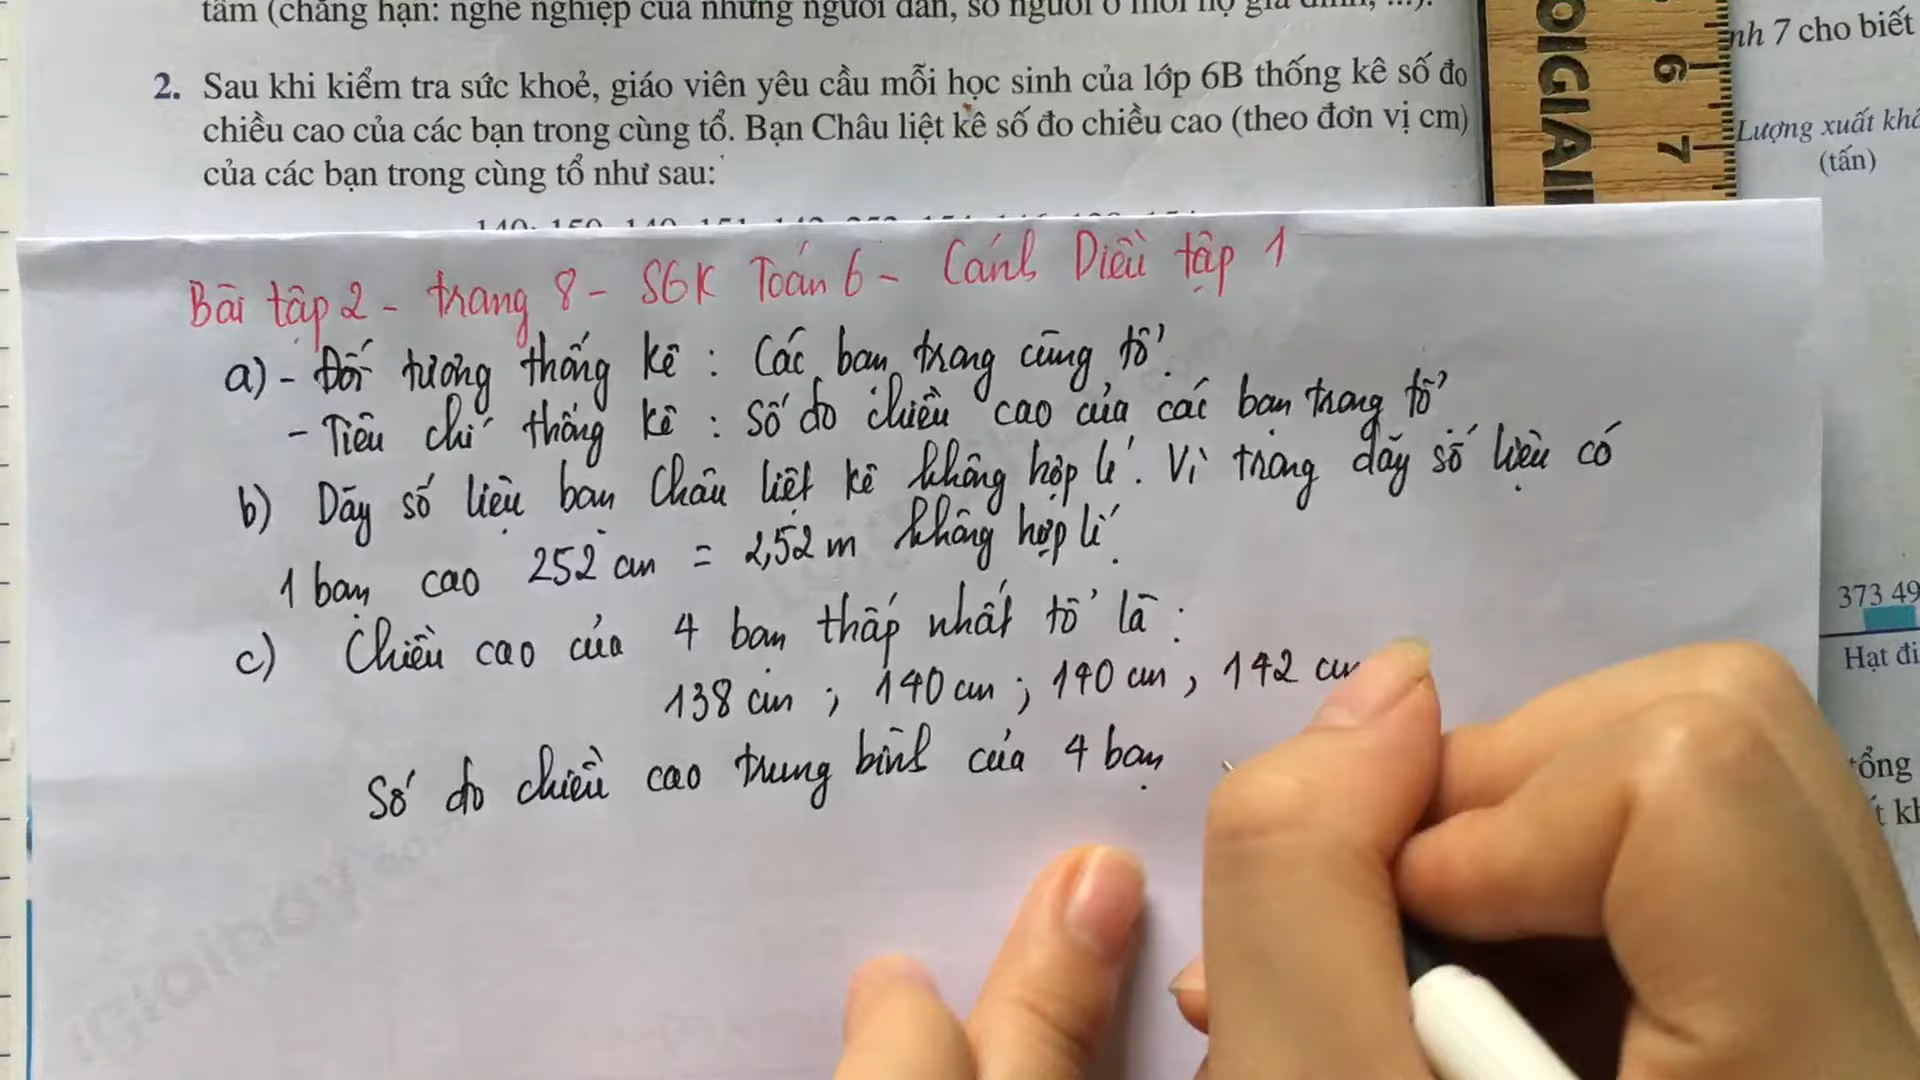 tâm (chẳng hạn: nghề nghiệp của những người dân, số người ở mỗi hộ gia đình, ...).
2. Sau khi kiểm tra sức khoẻ, giáo viên yêu cầu mỗi học sinh của lớp 6B thống kê số đo
chiều cao của các bạn trong cùng tổ. Bạn Châu liệt kê số đo chiều cao (theo đơn vị cm)
của các bạn trong cùng tổ như sau:
Bài tập 2 - trang 8 - SGK Toán 6 - Cánh Diều tập 1
a) - Đối tượng thống kê : Các bạn trong cùng tổ.
- Tiêu chí thống kê : Số đo chiều cao của các bạn trong tổ
b) Dãy số liệu bạn Châu liệt kê không hợp lí. Vì trong dãy số liệu có
1 bạn cao 252 cm = 2,52 m không hợp lí.
c) Chiều cao của 4 bạn thấp nhất tổ là :
138 cm ; 140 cm ; 140 cm , 142 cm
Số đo chiều cao trung bình của 4 bạn
6
7
nh 7 cho biết
Lượng xuất khẩ
(tấn)
373 49
Hạt đi
tổng
t kh